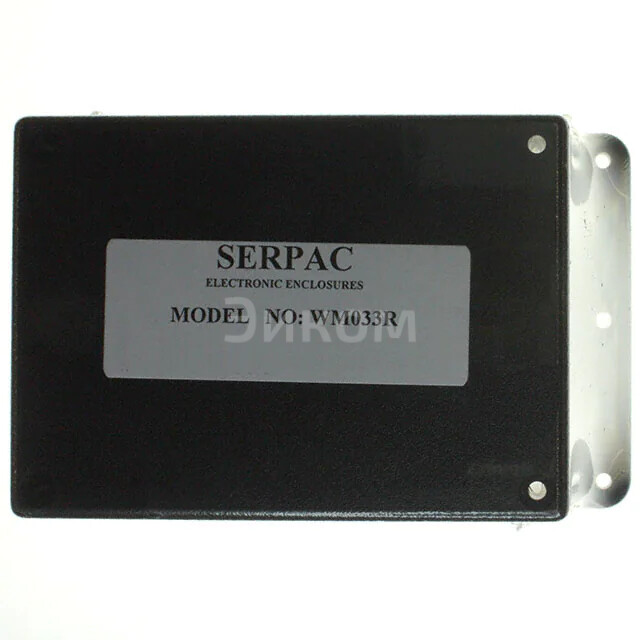 SERPAC
ELECTRONIC ENCLOSURES
MODEL NO: WM033R
Эиком